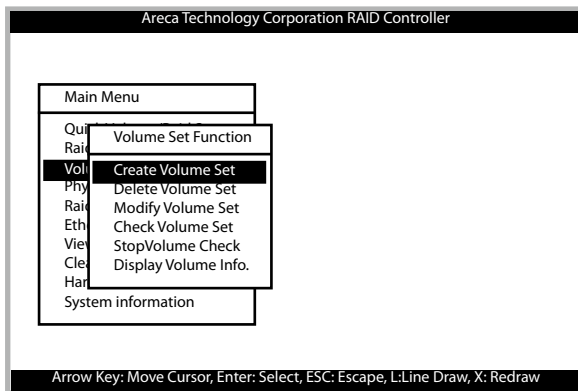 Areca Technology Corporation RAID Controller
Main Menu
Volume Set Function
Create Volume Set
Delete Volume Set
Modify Volume Set
Check Volume Set
StopVolume Check
Display Volume Info.
System information
Arrow Key: Move Cursor, Enter: Select, ESC: Escape, L:Line Draw, X: Redraw